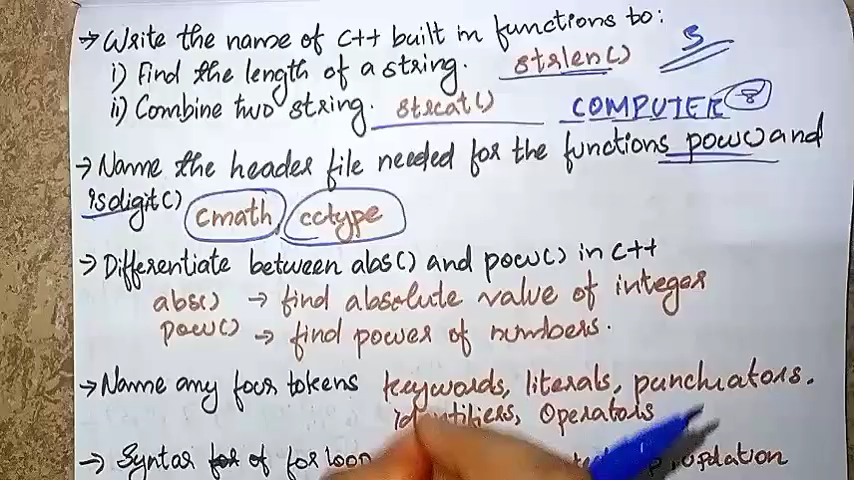 → Write the name of C++ built in functions to:
i) Find the length of a string. strlen() 5
ii) Combine two string. strcat() COMPUTER 8
→ Name the header file needed for the functions pow() and
isdigit() cmath cctype
→ Differentiate between abs() and pow() in C++
abs() → find absolute value of integer
pow() → find power of numbers.
→ Name any four tokens keywords, literals, punctuators.
identifiers, Operators
→ Syntax of for loop